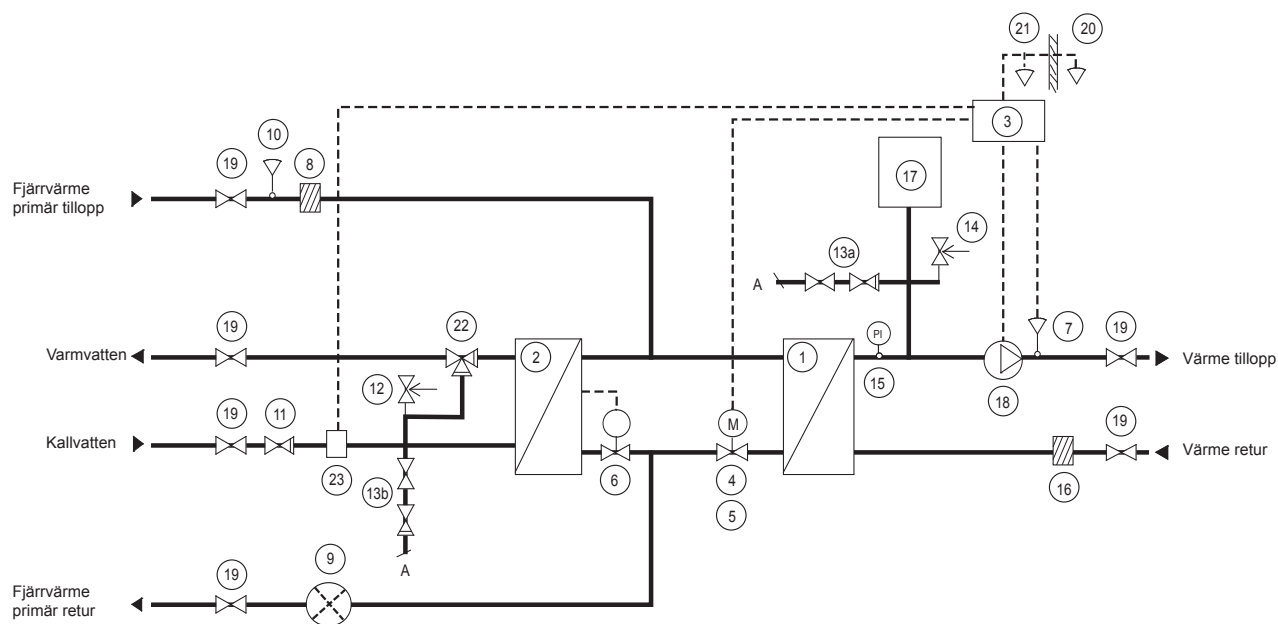 21
20
3
10
19
8
17
Fjärrvärme
primär tillopp
14
13a
A
19
22
PI
7
19
Varmvatten
2
1
Värme tillopp
12
15
18
19
11
M
19
Kallvatten
Värme retur
23
13b
6
4
16
5
9
A
19
Fjärrvärme
primär retur